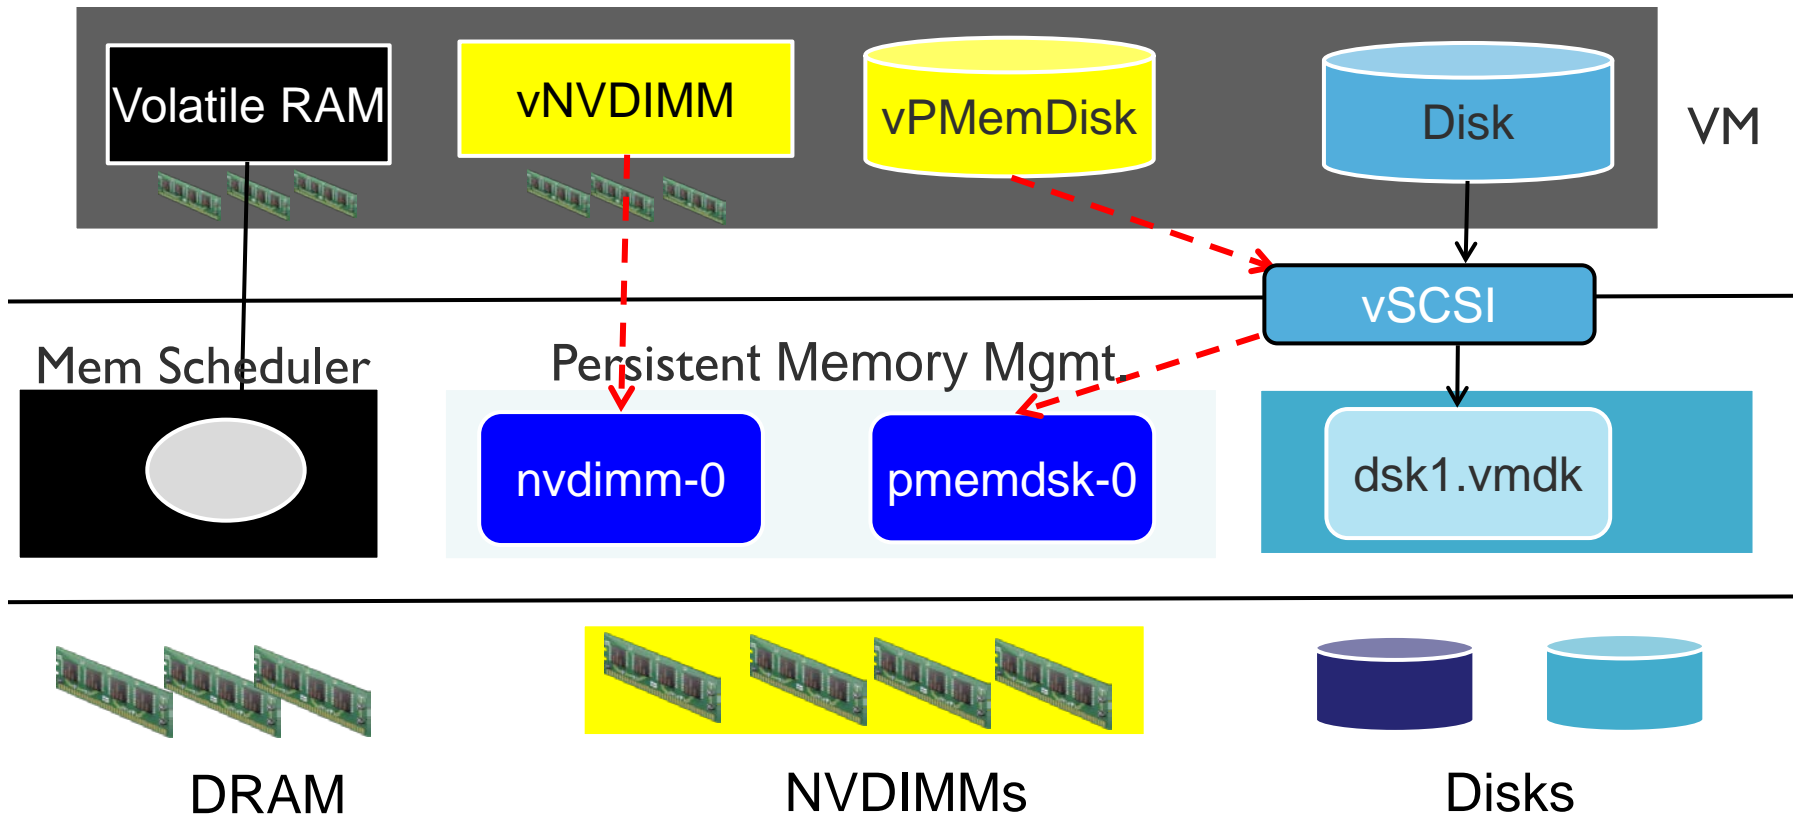 Volatile RAM
vNVDIMM
vPMemDisk
Disk
VM
vSCSI
Mem Scheduler
Persistent Memory Mgmt.
nvdimm-0
pmemdsk-0
dsk1.vmdk
DRAM
NVDIMMs
Disks